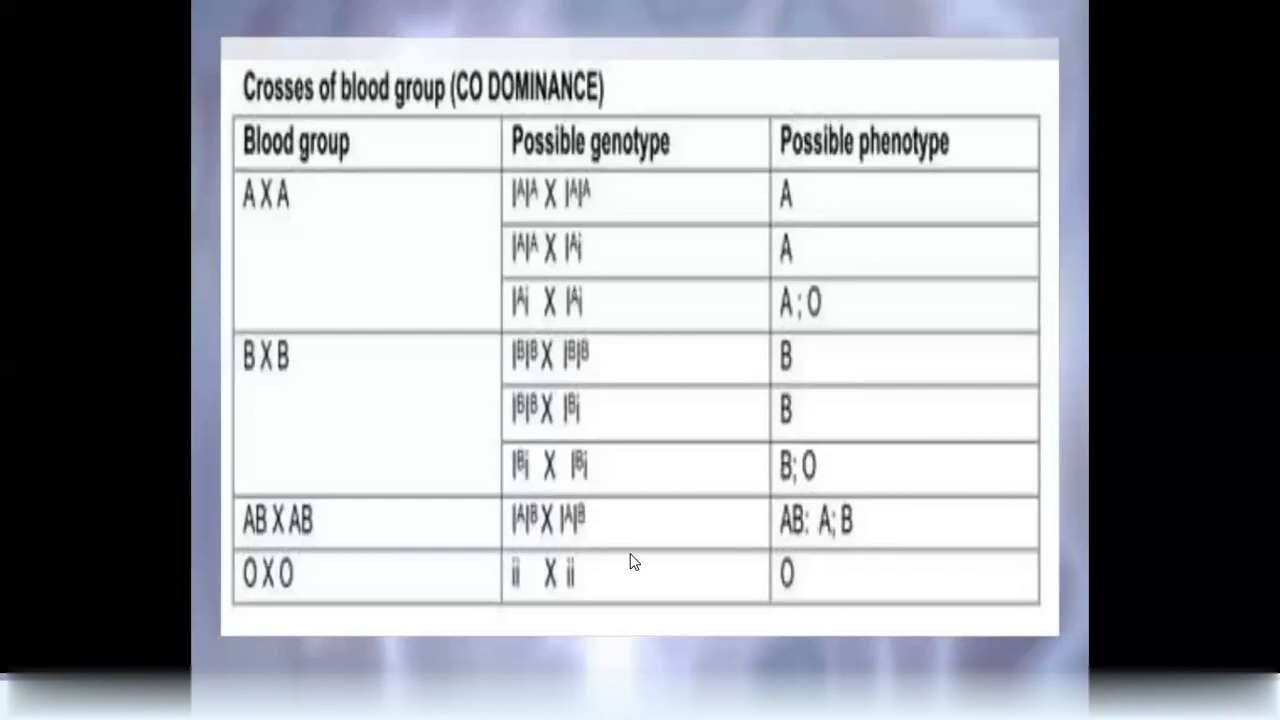 Crosses of blood group (CO DOMINANCE)
Blood group Possible genotype Possible phenotype
A X A IᴬIᴬ X IᴬIᴬ A
IᴬIᴬ X Iᴬi A
Iᴬi X Iᴬi A ; O
B X B IᴮIᴮ X IᴮIᴮ B
IᴮIᴮ X Iᴮi B
Iᴮi X Iᴮi B; O
AB X AB IᴬIᴮ X IᴬIᴮ AB: A; B
O X O ii X ii O